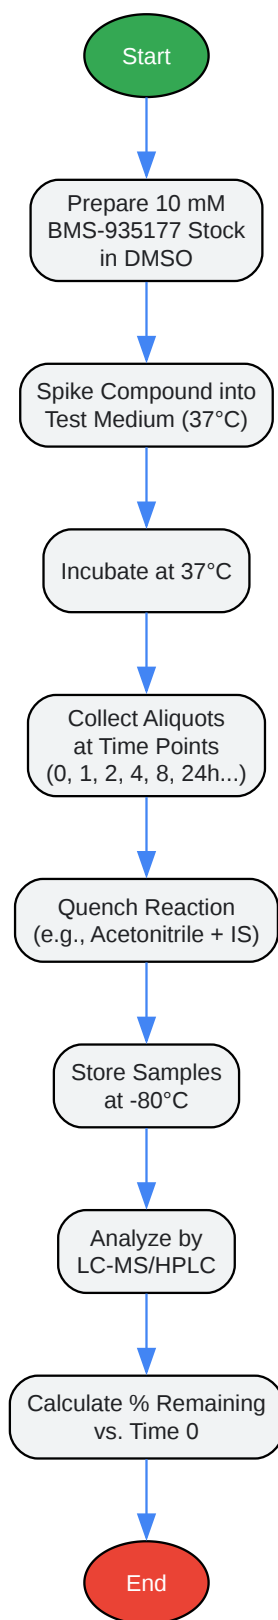 Start
Prepare 10 mM
BMS-935177 Stock
in DMSO
Spike Compound into
Test Medium (37°C)
Incubate at 37°C
Collect Aliquots
at Time Points
(0, 1, 2, 4, 8, 24h...)
Quench Reaction
(e.g., Acetonitrile + IS)
Store Samples
at -80°C
Analyze by
LC-MS/HPLC
Calculate % Remaining
vs. Time 0
End